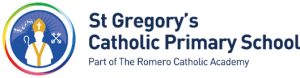 St Gregory's
Catholic Primary School
Part of The Romero Catholic Academy